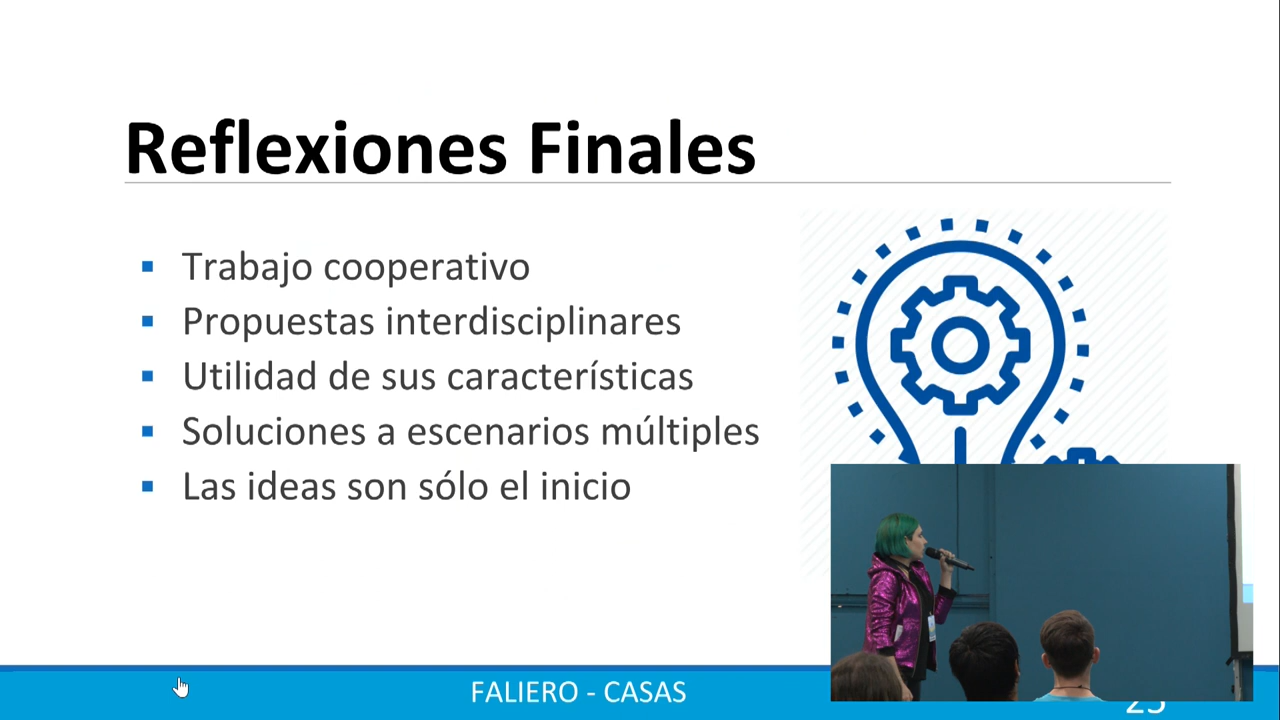 Reflexiones Finales
Trabajo cooperativo
Propuestas interdisciplinares
Utilidad de sus características
Soluciones a escenarios múltiples
Las ideas son sólo el inicio
FALIERO - CASAS